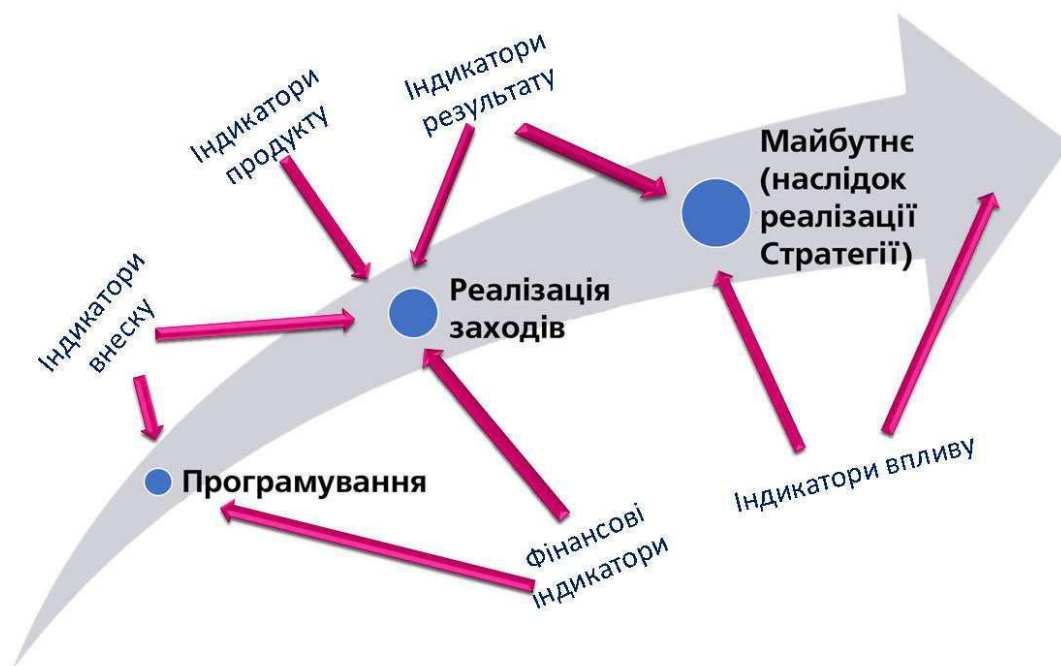 Індикатори
продукту
Індикатори
результату
Майбутнє
(наслідок
реалізації
Стратегії)
Індикатори
внеску
Реалізація
заходів
Програмування
Фінансові
індикатори
Індикатори впливу